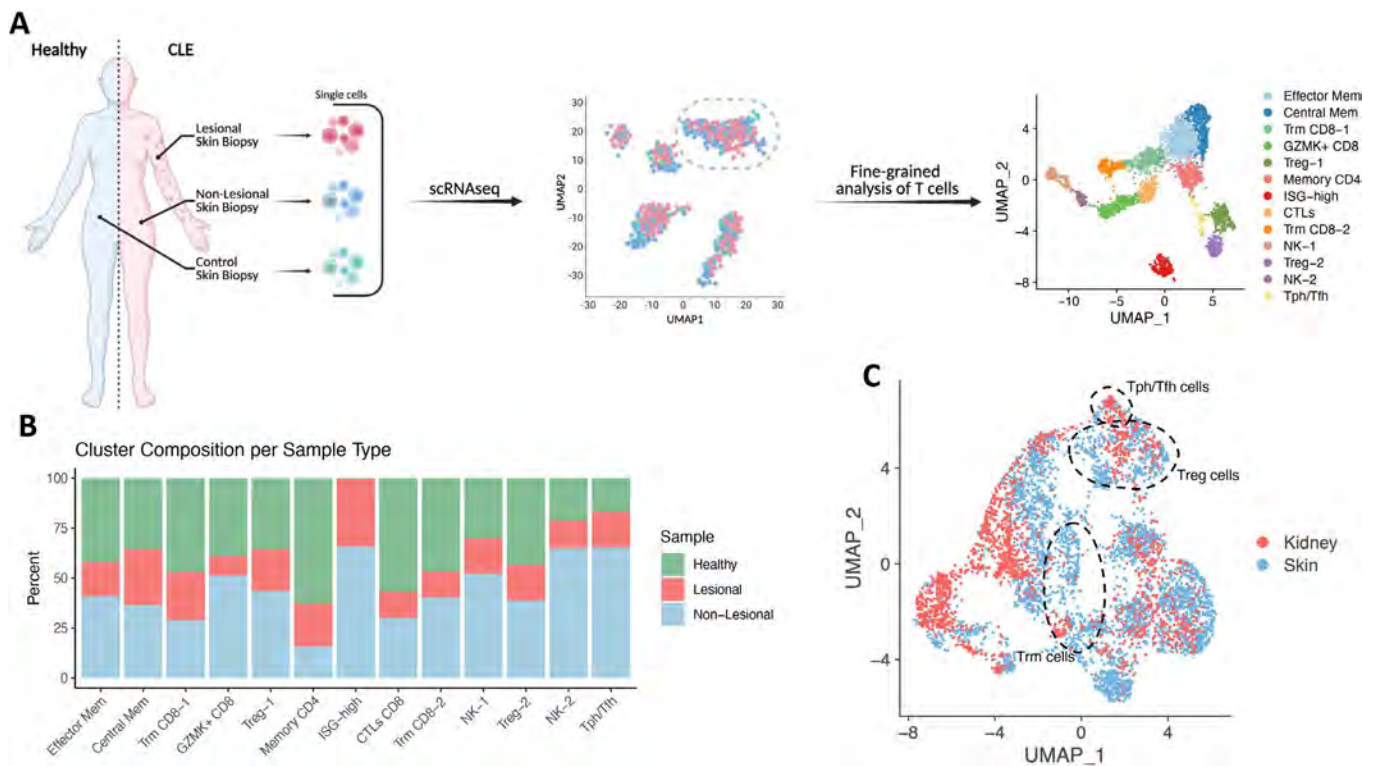 A
Healthy
CLE
Lesional
Skin Biopsy
Non-Lesional
Skin Biopsy
Control
Skin Biopsy
Single cells
scRNAseq
30
20
10
0
-10
-20
-30
UMAP2
-30
-20
-10
0
10
20
30
UMAP1
Fine-grained
analysis of T cells
4
0
−4
−8
UMAP_2
−10
−5
0
5
UMAP_1
Effector Mem
Central Mem
Trm CD8−1
GZMK+ CD8
Treg−1
Memory CD4
ISG−high
CTLs
Trm CD8−2
NK−1
Treg−2
NK−2
Tph/Tfh
B
Cluster Composition per Sample Type
100
75
50
25
0
Percent
Effector Mem
Central Mem
Trm CD8−1
GZMK+ CD8
Treg−1
Memory CD4
ISG−high
CTLs CD8
Trm CD8−2
NK−1
Treg−2
NK−2
Tph/Tfh
Sample
Healthy
Lesional
Non−Lesional
C
Tph/Tfh cells
Treg cells
Trm cells
4
0
−4
UMAP_2
−8
−4
0
4
UMAP_1
Kidney
Skin